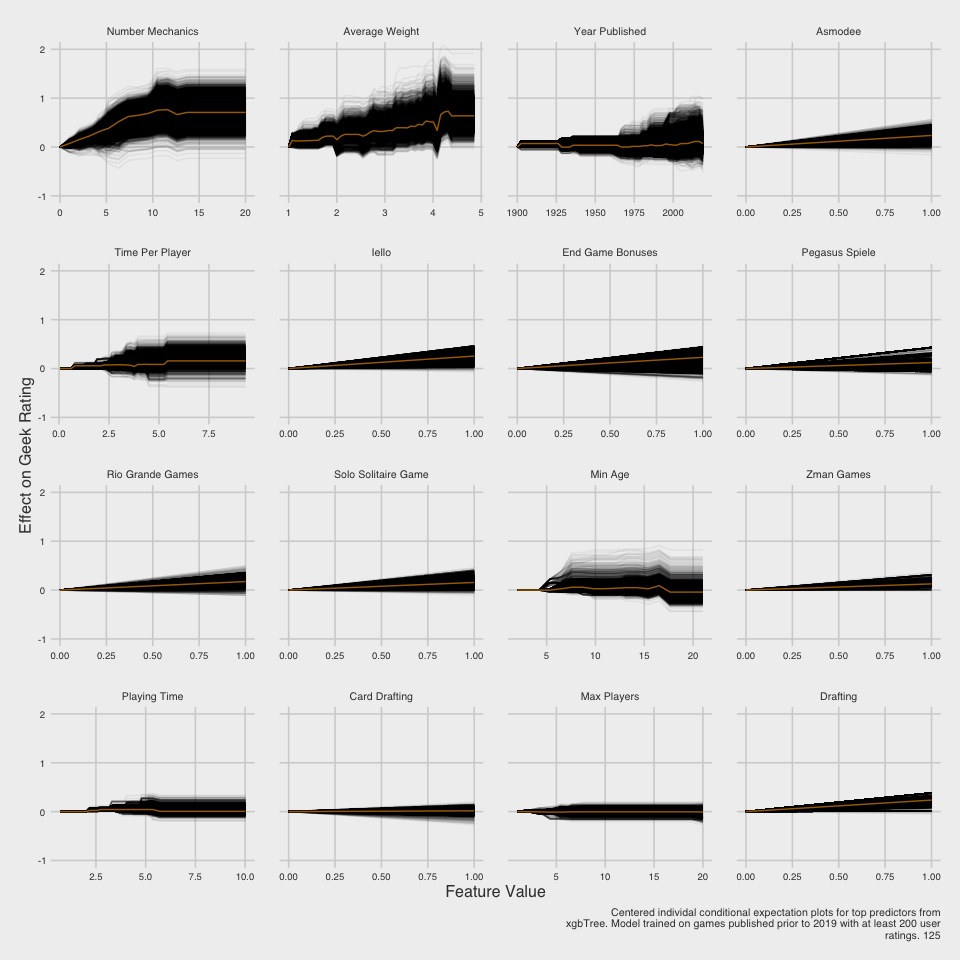 Number Mechanics Average Weight Year Published Asmodee
2
1
0
-1
0 5 10 15 20 1 2 3 4 5 1900 1925 1950 1975 2000 0.00 0.25 0.50 0.75 1.00
Time Per Player Iello End Game Bonuses Pegasus Spiele
2
1
0
-1
0.0 2.5 5.0 7.5 0.00 0.25 0.50 0.75 1.00 0.00 0.25 0.50 0.75 1.00 0.00 0.25 0.50 0.75 1.00
Effect on Geek Rating
Rio Grande Games Solo Solitaire Game Min Age Zman Games
2
1
0
-1
0.00 0.25 0.50 0.75 1.00 0.00 0.25 0.50 0.75 1.00 5 10 15 20 0.00 0.25 0.50 0.75 1.00
Playing Time Card Drafting Max Players Drafting
2
1
0
-1
2.5 5.0 7.5 10.0 0.00 0.25 0.50 0.75 1.00 5 10 15 20 0.00 0.25 0.50 0.75 1.00
Feature Value
Centered individal conditional expectation plots for top predictors from
xgbTree. Model trained on games published prior to 2019 with at least 200 user
ratings. 125